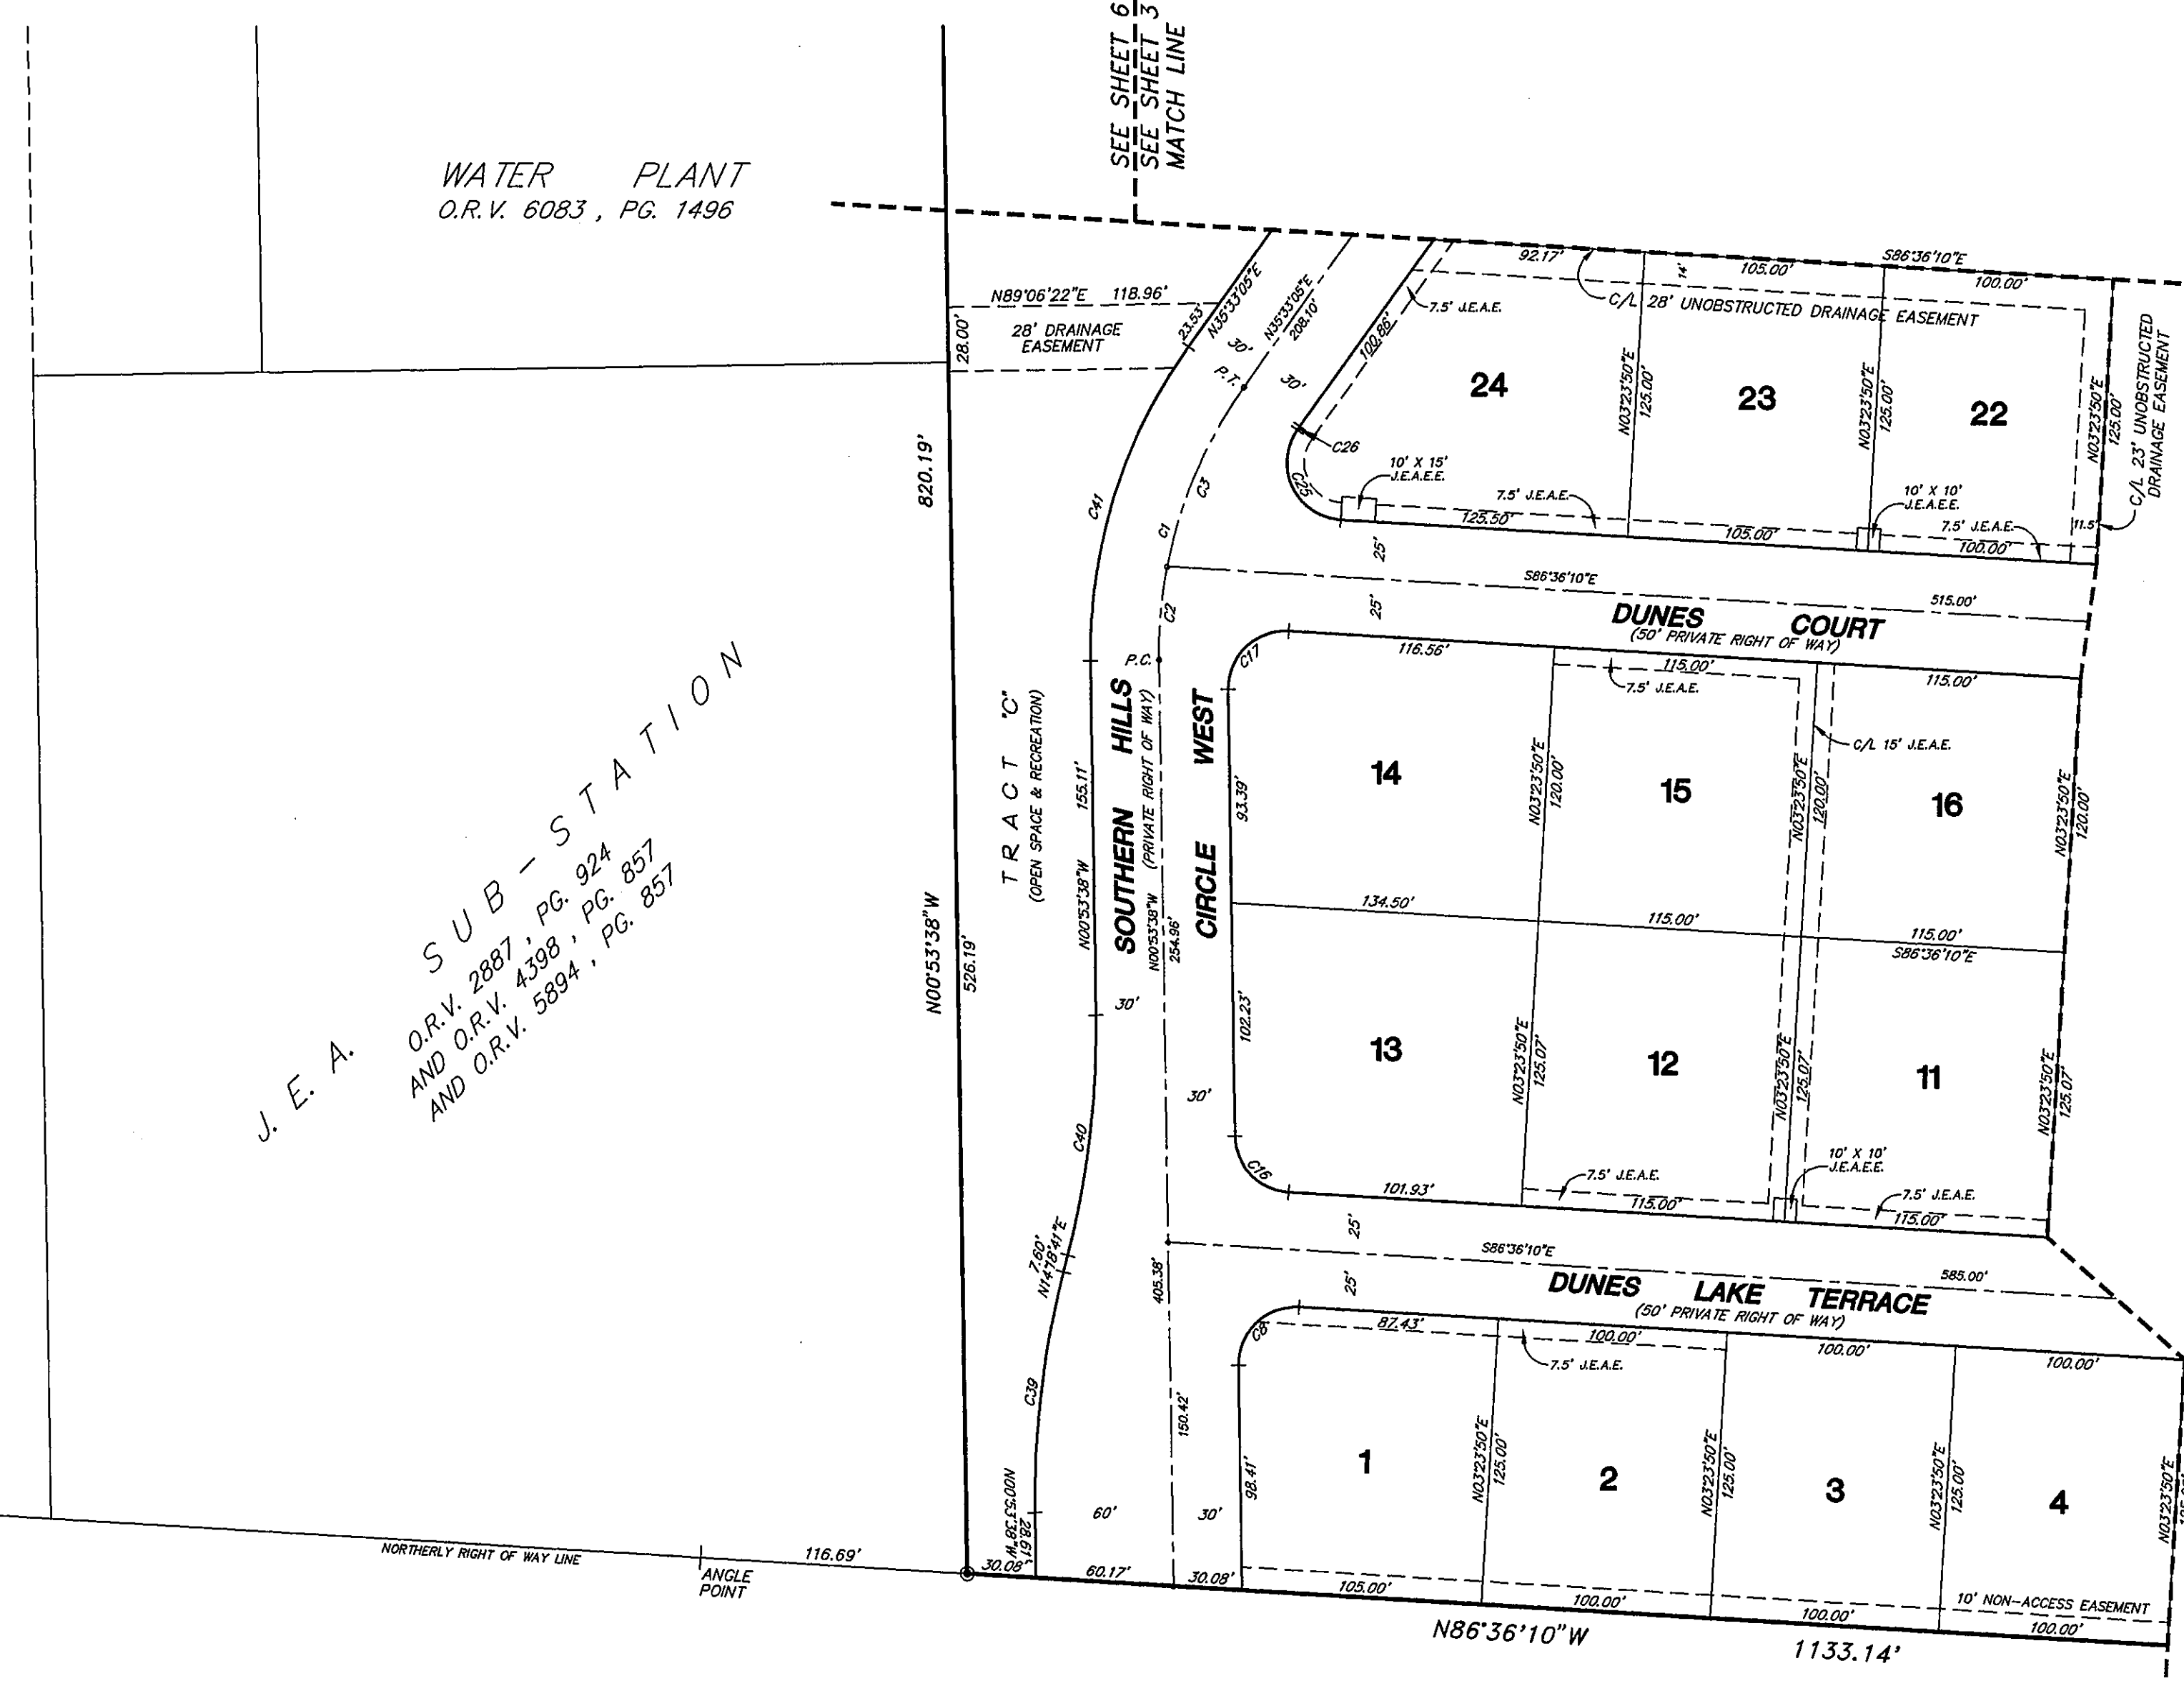 SEE SHEET 6
SEE SHEET 3
MATCH LINE
WATER PLANT
O.R.V. 6083 , PG. 1496
N89°06'22"E 118.96'
28.00'
28' DRAINAGE
EASEMENT
23.53'
N35°33'05"E
N35°33'05"E
208.10'
30'
30'
P.T.
92.17'
14'
105.00'
S86°36'10"E
100.00'
7.5' J.E.A.E.
C/L 28' UNOBSTRUCTED DRAINAGE EASEMENT
100.86'
24
N03°23'50"E
125.00'
23
N03°23'50"E
125.00'
22
N03°23'50"E
125.00'
C/L 23' UNOBSTRUCTED
DRAINAGE EASEMENT
C26
C25
10' X 15'
J.E.A.E.E.
7.5' J.E.A.E.
10' X 10'
J.E.A.E.E.
7.5' J.E.A.E.
11.5'
125.50'
105.00'
100.00'
820.19'
C41
C3
C1
C2
25'
25'
S86°36'10"E
515.00'
DUNES COURT
(50' PRIVATE RIGHT OF WAY)
P.C.
C17
116.56'
115.00'
7.5' J.E.A.E.
115.00'
C/L 15' J.E.A.E.
TRACT "C"
(OPEN SPACE & RECREATION)
155.11'
N00°53'38"W
SOUTHERN HILLS
(PRIVATE RIGHT OF WAY)
N00°53'38"W
254.96'
CIRCLE WEST
93.39'
14
N03°23'50"E
120.00'
15
N03°23'50"E
120.00'
16
N03°23'50"E
120.00'
134.50'
115.00'
115.00'
S86°36'10"E
J. E. A. SUB-STATION
O.R.V. 2887 , PG. 924
AND O.R.V. 4398 , PG. 857
AND O.R.V. 5894 , PG. 857
N00°53'38"W
526.19'
30'
30'
102.23'
13
N03°23'50"E
125.07'
12
N03°23'50"E
125.07'
11
N03°23'50"E
125.07'
C40
C16
101.93'
7.5' J.E.A.E.
115.00'
10' X 10'
J.E.A.E.E.
7.5' J.E.A.E.
115.00'
7.60'
N14°18'41"E
405.38'
25'
25'
S86°36'10"E
585.00'
DUNES LAKE TERRACE
(50' PRIVATE RIGHT OF WAY)
C8
87.43'
100.00'
7.5' J.E.A.E.
100.00'
100.00'
C39
150.42'
98.41'
1
N03°23'50"E
125.00'
2
N03°23'50"E
125.00'
3
N03°23'50"E
125.00'
4
N03°23'50"E
N00°53'38"W
28.61'
60'
30'
NORTHERLY RIGHT OF WAY LINE
116.69'
ANGLE
POINT
30.08'
60.17'
30.08'
105.00'
100.00'
100.00'
10' NON-ACCESS EASEMENT
100.00'
N86°36'10"W
1133.14'